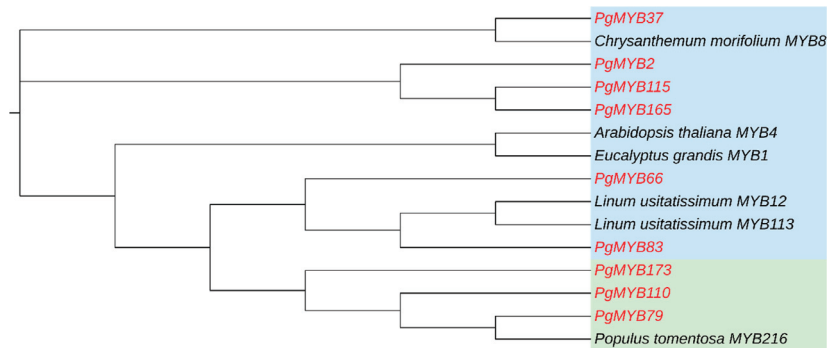 PgMYB37
Chrysanthemum morifolium MYB8
PgMYB2
PgMYB115
PgMYB165
Arabidopsis thaliana MYB4
Eucalyptus grandis MYB1
PgMYB66
Linum usitatissimum MYB12
Linum usitatissimum MYB113
PgMYB83
PgMYB173
PgMYB110
PgMYB79
Populus tomentosa MYB216